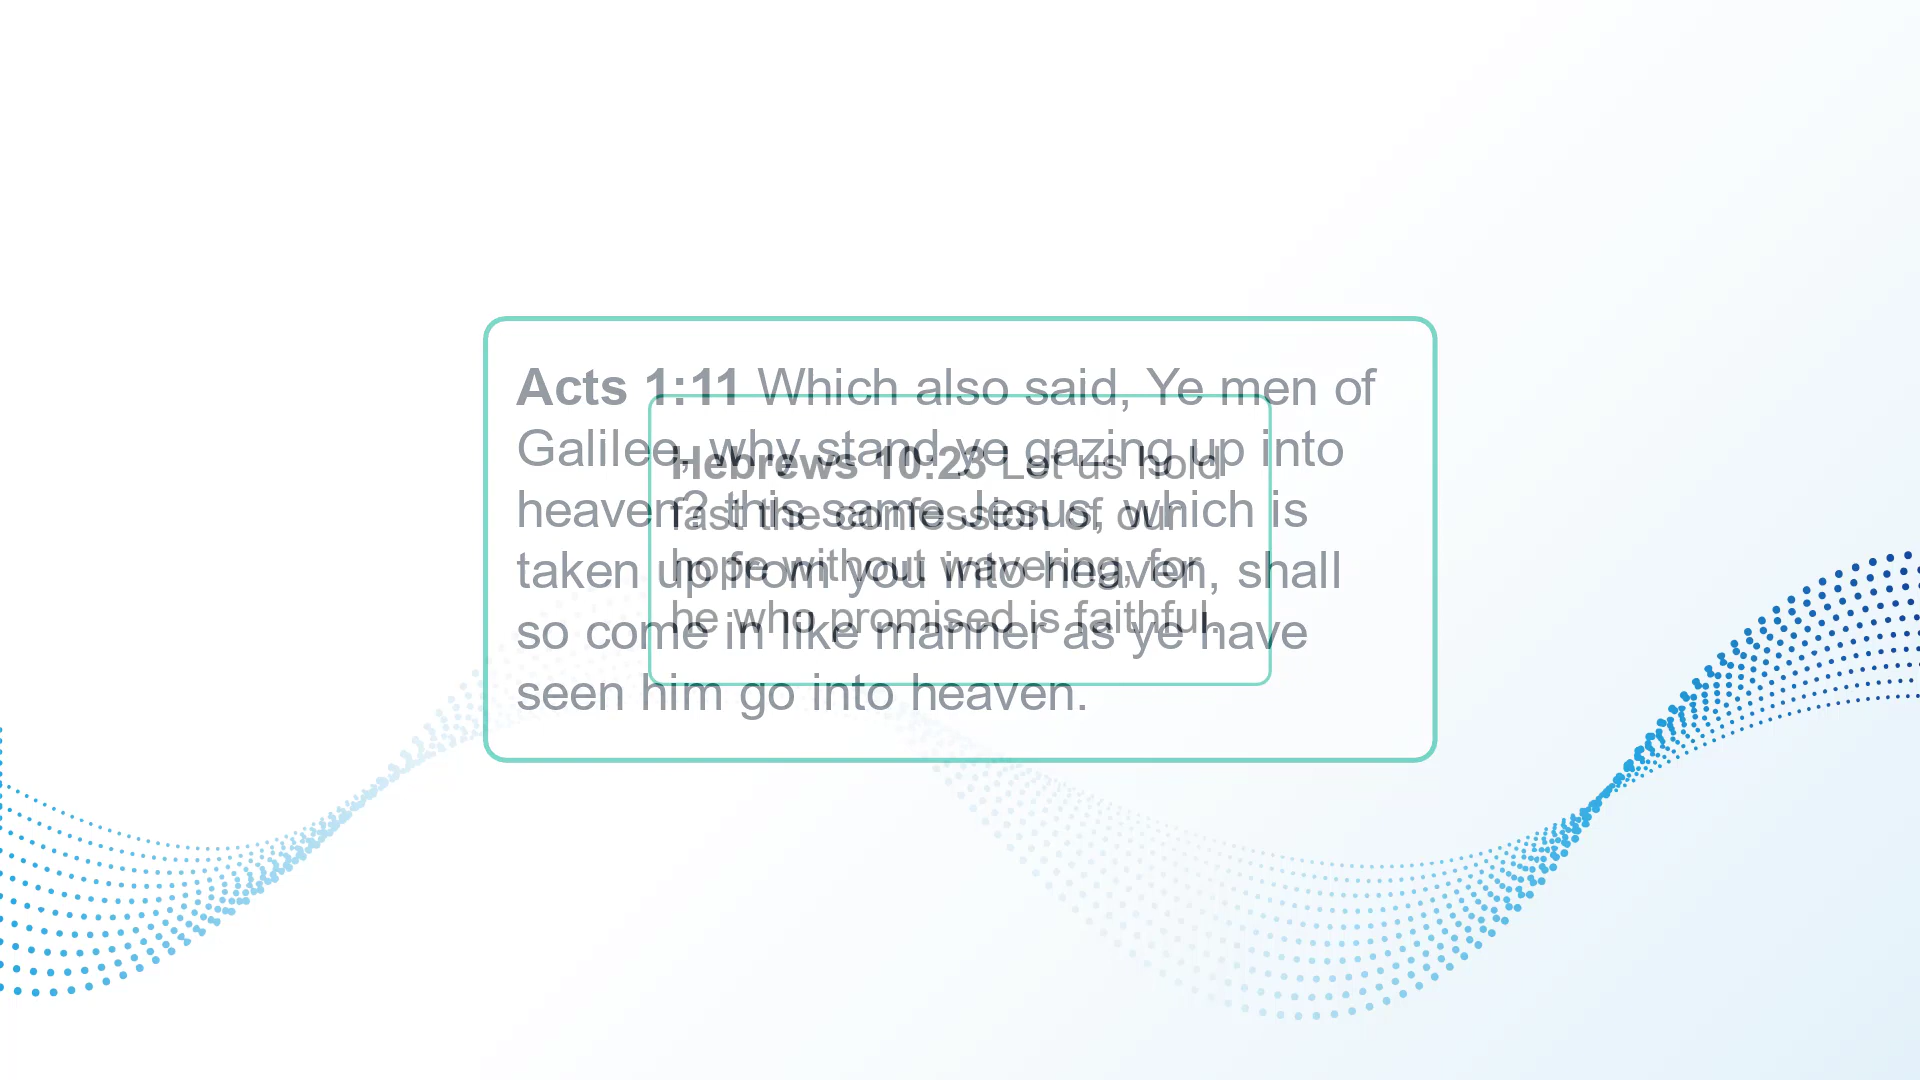 Acts 1:11 Which also said, Ye men of
Galilee, why stand ye gazing up into
heaven? this same Jesus, which is
taken up from you into heaven, shall
so come in like manner as ye have
seen him go into heaven.
Hebrews 10:23 Let us hold
fast the confession of our
hope without wavering, for
he who promised is faithful.